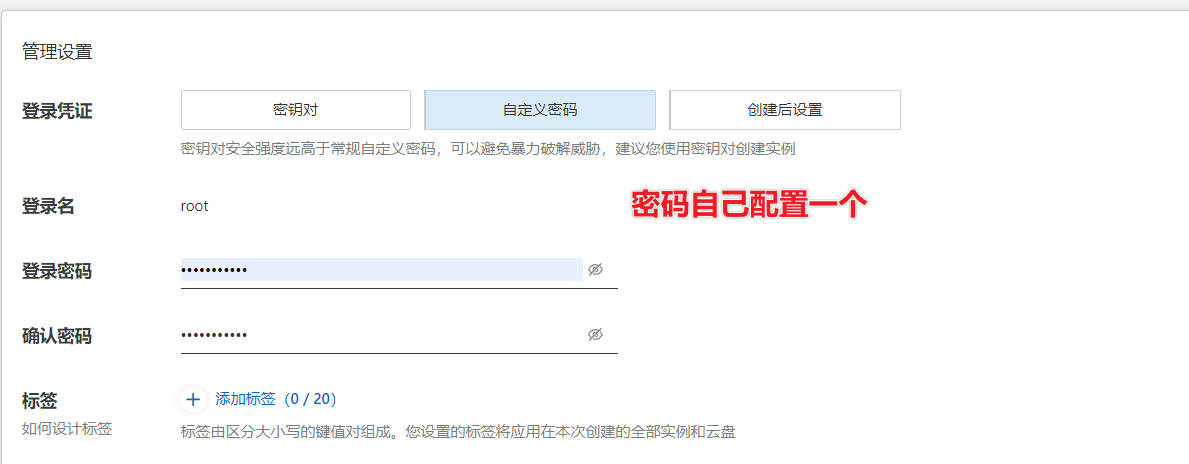 管理设置
登录凭证
密钥对
自定义密码
创建后设置
密钥对安全强度远高于常规自定义密码，可以避免暴力破解威胁，建议您使用密钥对创建实例
登录名
root
密码自己配置一个
登录密码
•••••••••••
确认密码
•••••••••••
标签
添加标签（0 / 20）
如何设计标签
标签由区分大小写的键值对组成。您设置的标签将应用在本次创建的全部实例和云盘